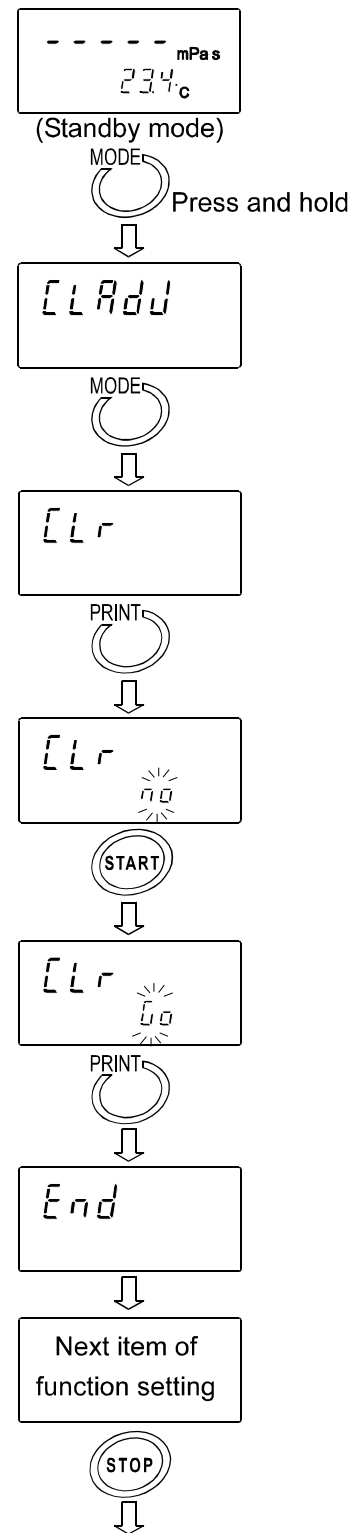 - - - - - mPas
23.4°C
(Standby mode)
MODE
Press and hold
CLAdJ
MODE
CLr
PRINT
CLr
no
START
CLr
Go
PRINT
End
Next item of
function setting
STOP